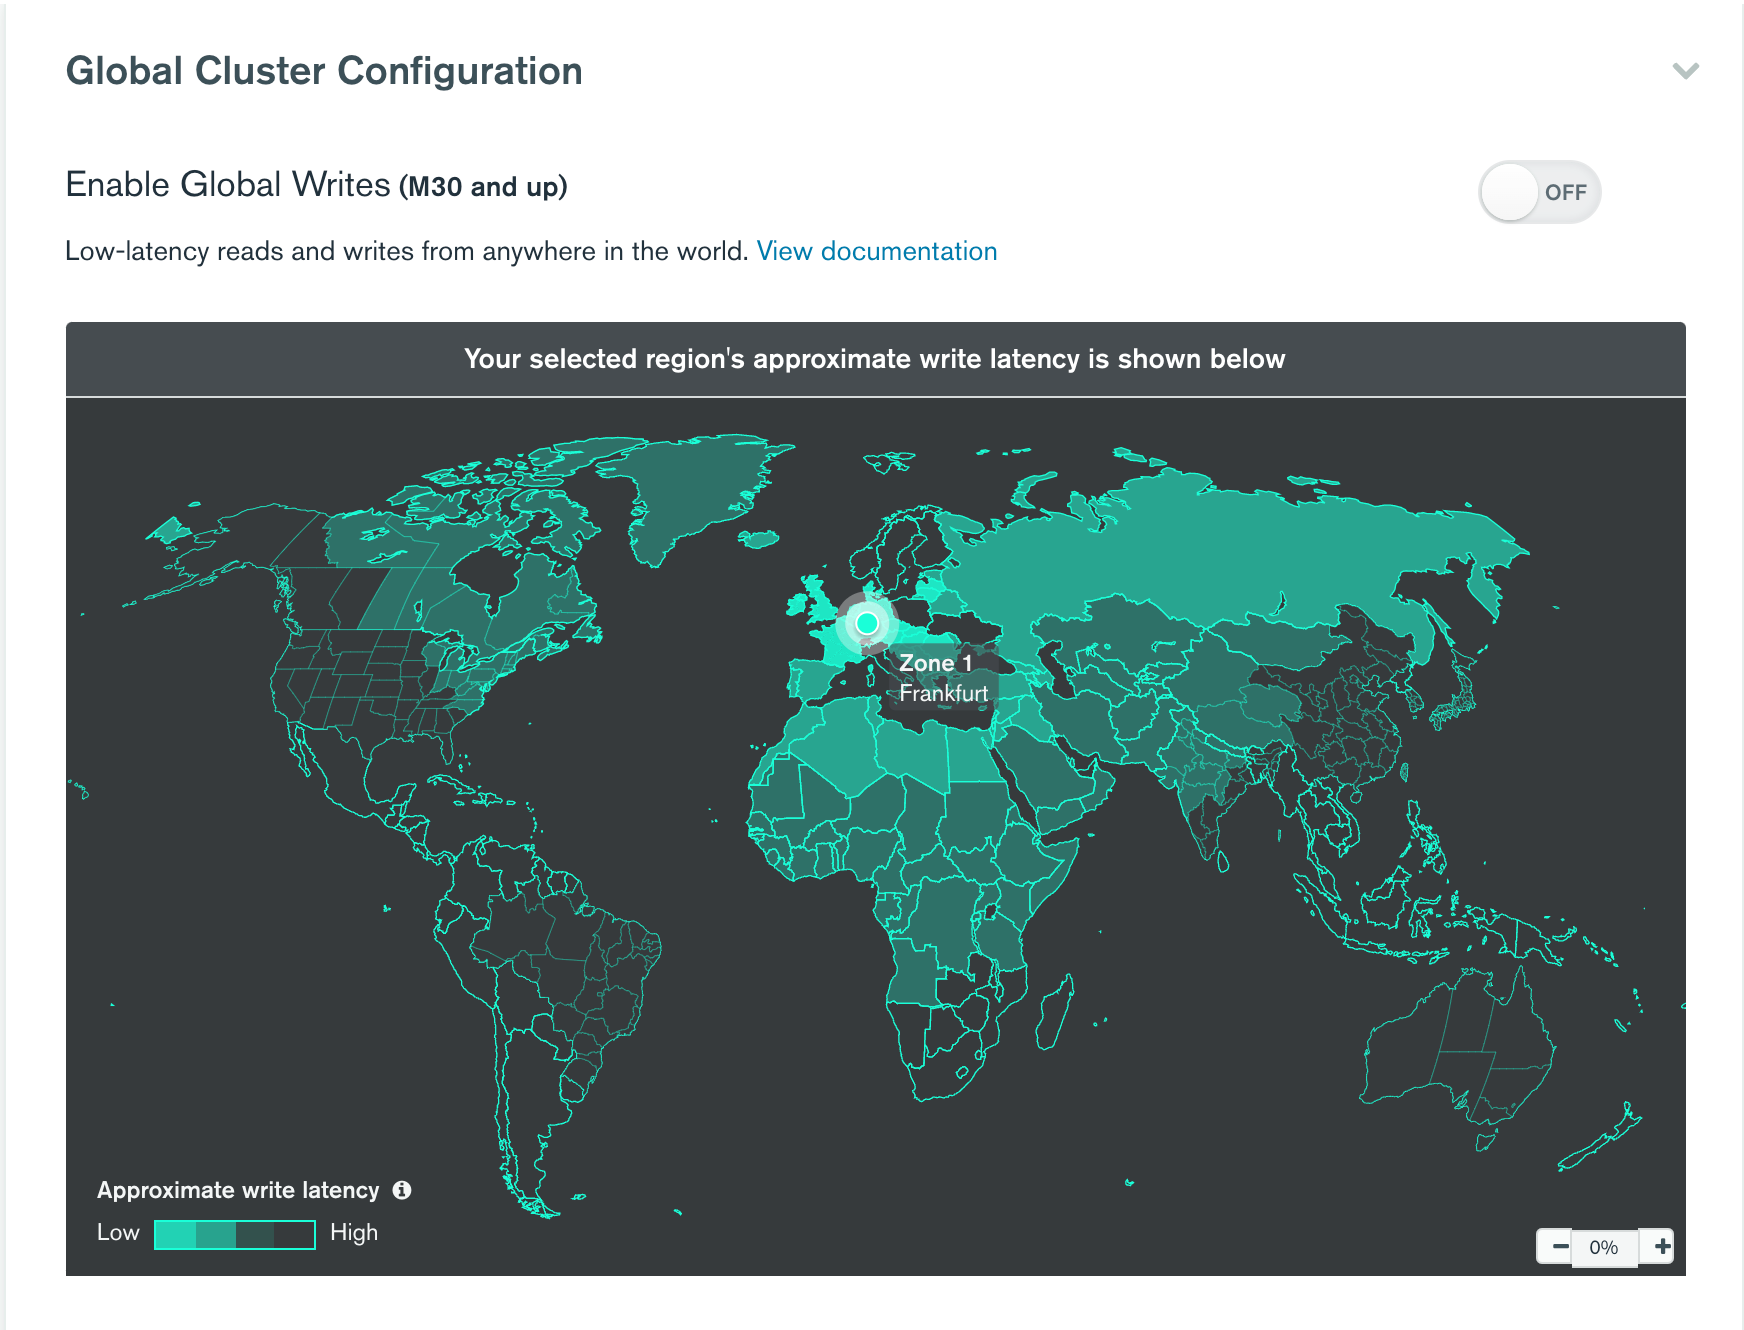 Global Cluster Configuration
Enable Global Writes (M30 and up)
OFF
Low-latency reads and writes from anywhere in the world. View documentation
Your selected region's approximate write latency is shown below
Zone 1
Frankfurt
Approximate write latency
Low
High
0%